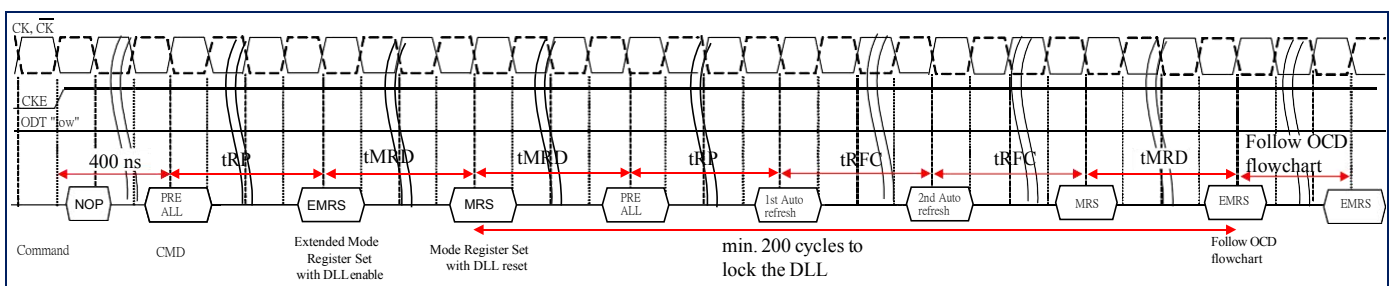 CK, CK
CKE
ODT "low"
400 ns
tRP
tMRD
tMRD
tRP
tRFC
tRFC
tMRD
Follow OCD
flowchart
NOP
PRE
ALL
EMRS
MRS
PRE
ALL
1st Auto
refresh
2nd Auto
refresh
MRS
EMRS
EMRS
Command
CMD
Extended Mode
Register Set
with DLL enable
Mode Register Set
with DLL reset
min. 200 cycles to
lock the DLL
Follow OCD
flowchart